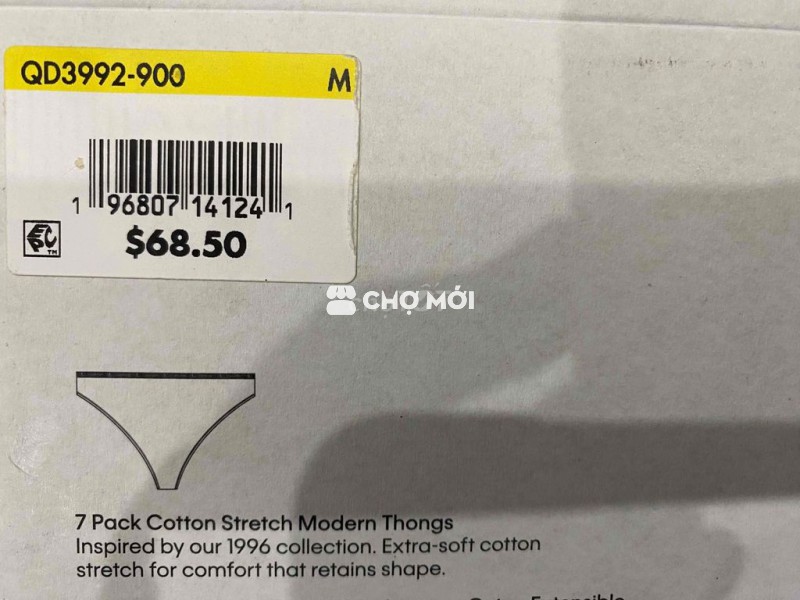 QD3992-900 M
1 96807 14124 1
$68.50
EPC™
CHỢ MỚI
7 Pack Cotton Stretch Modern Thongs
Inspired by our 1996 collection. Extra-soft cotton
stretch for comfort that retains shape.